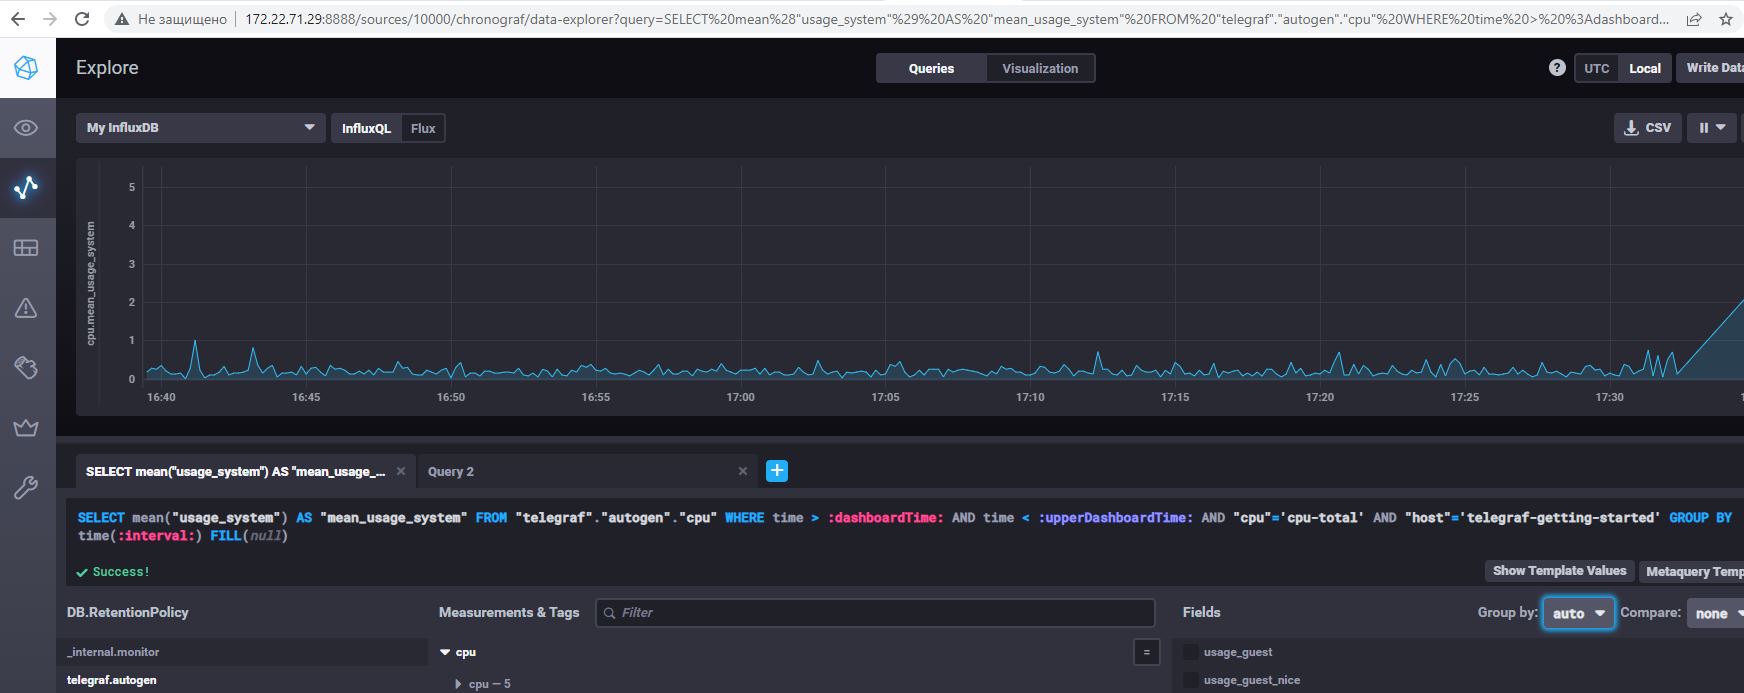 Не защищено
172.22.71.29:8888/sources/10000/chronograf/data-explorer?query=SELECT%20mean%28"usage_system"%29%20AS%20"mean_usage_system"%20FROM%20"telegraf"."autogen"."cpu"%20WHERE%20time%20>%20%3Adashboard...
Explore
Queries
Visualization
?
UTC
Local
Write Data
My InfluxDB
InfluxQL
Flux
CSV
cpu.mean_usage_system
5
4
3
2
1
0
16:40 16:45 16:50 16:55 17:00 17:05 17:10 17:15 17:20 17:25 17:30
SELECT mean("usage_system") AS "mean_usage_... ×
Query 2 ×
+
SELECT mean("usage_system") AS "mean_usage_system" FROM "telegraf"."autogen"."cpu" WHERE time > :dashboardTime: AND time < :upperDashboardTime: AND "cpu"='cpu-total' AND "host"='telegraf-getting-started' GROUP BY
time(:interval:) FILL(null)
Success!
Show Template Values
Metaquery Temp
DB.RetentionPolicy
Measurements & Tags
Filter
Fields
Group by: auto
Compare: none
_internal.monitor
cpu
=
usage_guest
telegraf.autogen
cpu — 5
usage_guest_nice